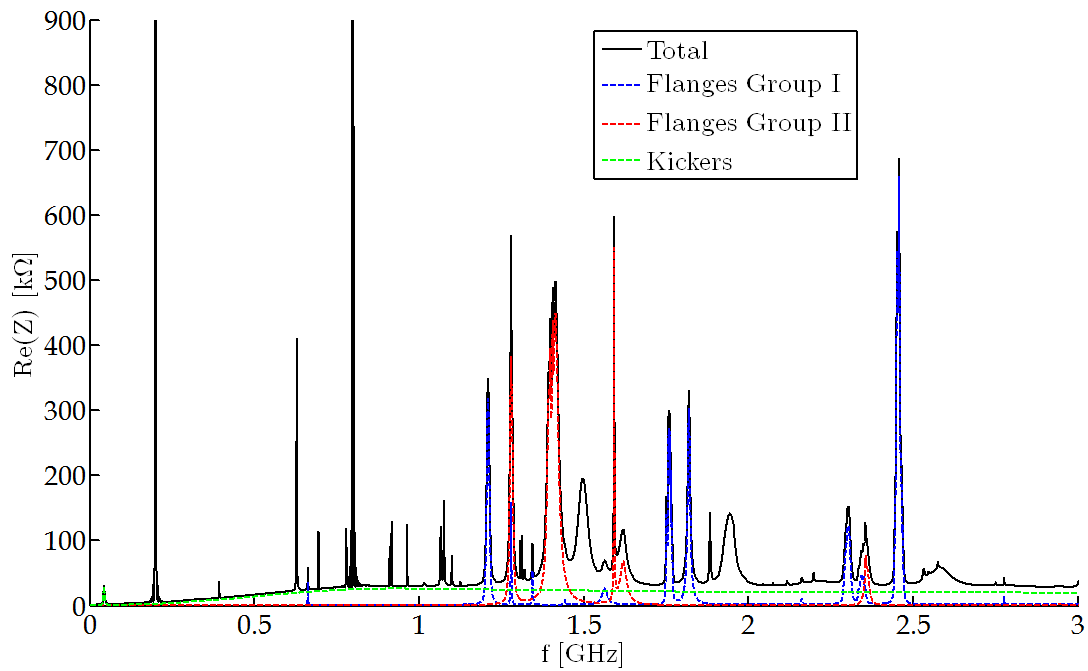 900
800
700
600
500
400
300
200
100
0
Re(Z) [kΩ]
Total
Flanges Group I
Flanges Group II
Kickers
0 0.5 1 1.5 2 2.5 3
f [GHz]